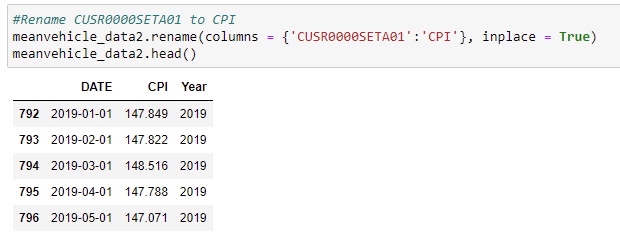 #Rename CUSR0000SETA01 to CPI
meanvehicle_data2.rename(columns = {'CUSR0000SETA01':'CPI'}, inplace = True)
meanvehicle_data2.head()
DATE CPI Year
792 2019-01-01 147.849 2019
793 2019-02-01 147.822 2019
794 2019-03-01 148.516 2019
795 2019-04-01 147.788 2019
796 2019-05-01 147.071 2019